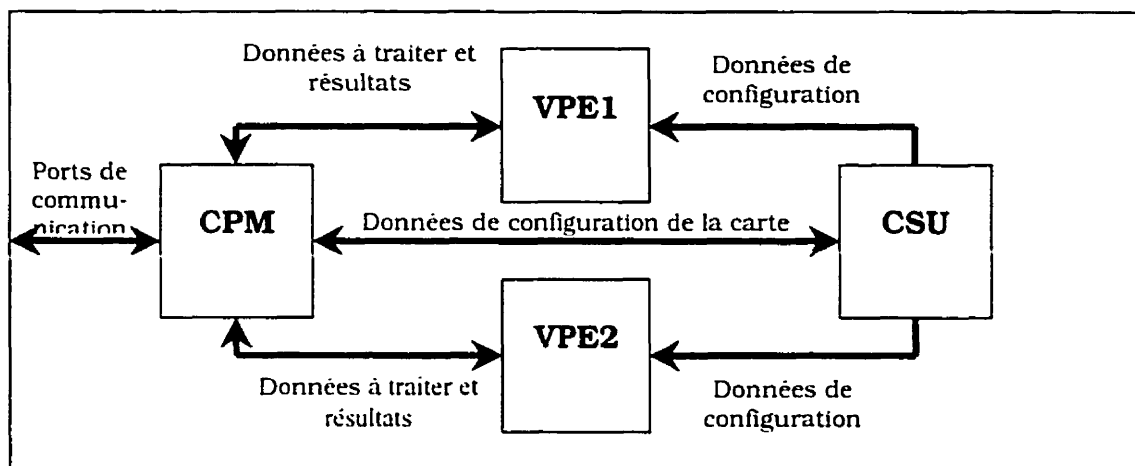 Données à traiter et
résultats
VPE1
Données de
configuration
Ports de
commu-
nication
CPM
Données de configuration de la carte
CSU
VPE2
Données à traiter et
résultats
Données de
configuration